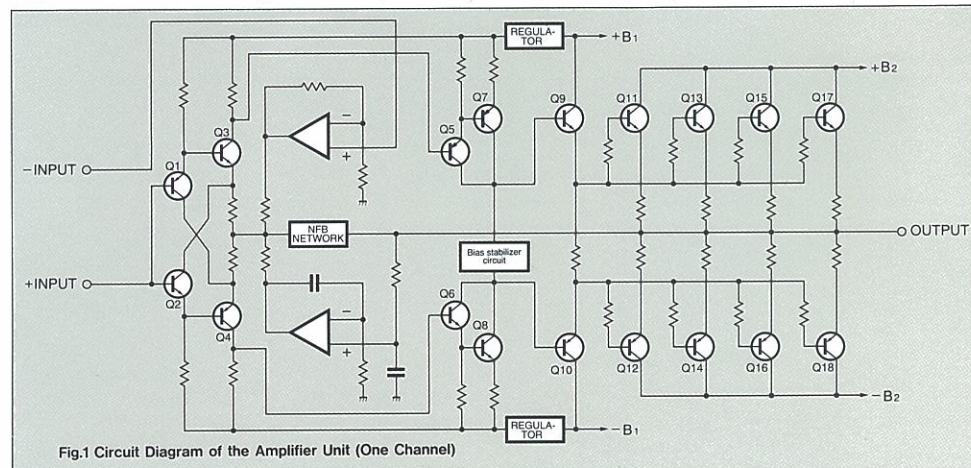 REGULA-
TOR
+B1
+B2
Q3
Q7
Q9
Q11
Q13
Q15
Q17
−
+
Q5
−INPUT
Q1
NFB
NETWORK
OUTPUT
Bias stabilizer
circuit
+INPUT
Q2
Q6
Q8
Q4
−
+
Q10
Q12
Q14
Q16
Q18
−B2
REGULA-
TOR
−B1
Fig.1 Circuit Diagram of the Amplifier Unit (One Channel)